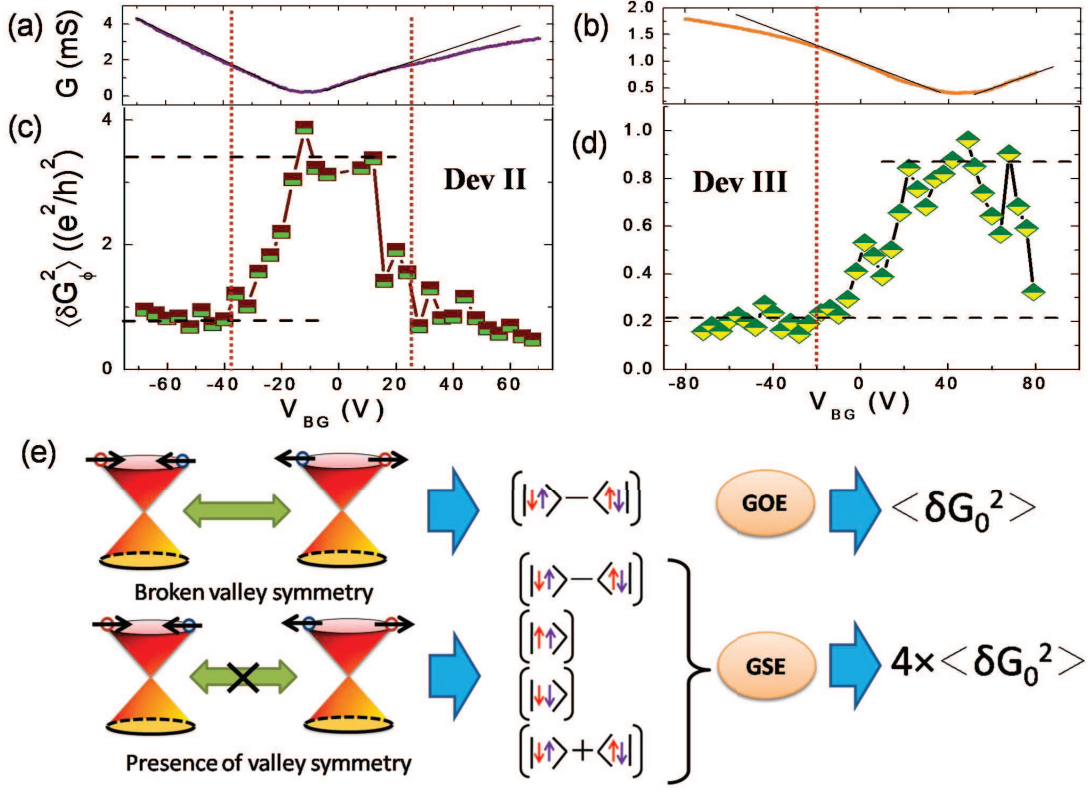 (a)
G (mS)
4
2
0
(b)
2.0
1.5
1.0
0.5
(c)
⟨δG²_ϕ⟩ ((e²/h)²)
4
2
0
Dev II
-60 -40 -20 0 20 40 60
V_BG (V)
(d)
1.0
0.8
0.6
0.4
0.2
0.0
Dev III
-80 -40 0 40 80
V_BG (V)
(e)
Broken valley symmetry
(|↓↑⟩−⟨↑↓|)
GOE
<δG₀²>
Presence of valley symmetry
(|↓↑⟩−⟨↑↓|)
(|↑↑⟩)
(|↓↓⟩)
(|↓↑⟩+⟨↑↓|)
GSE
4×<δG₀²>